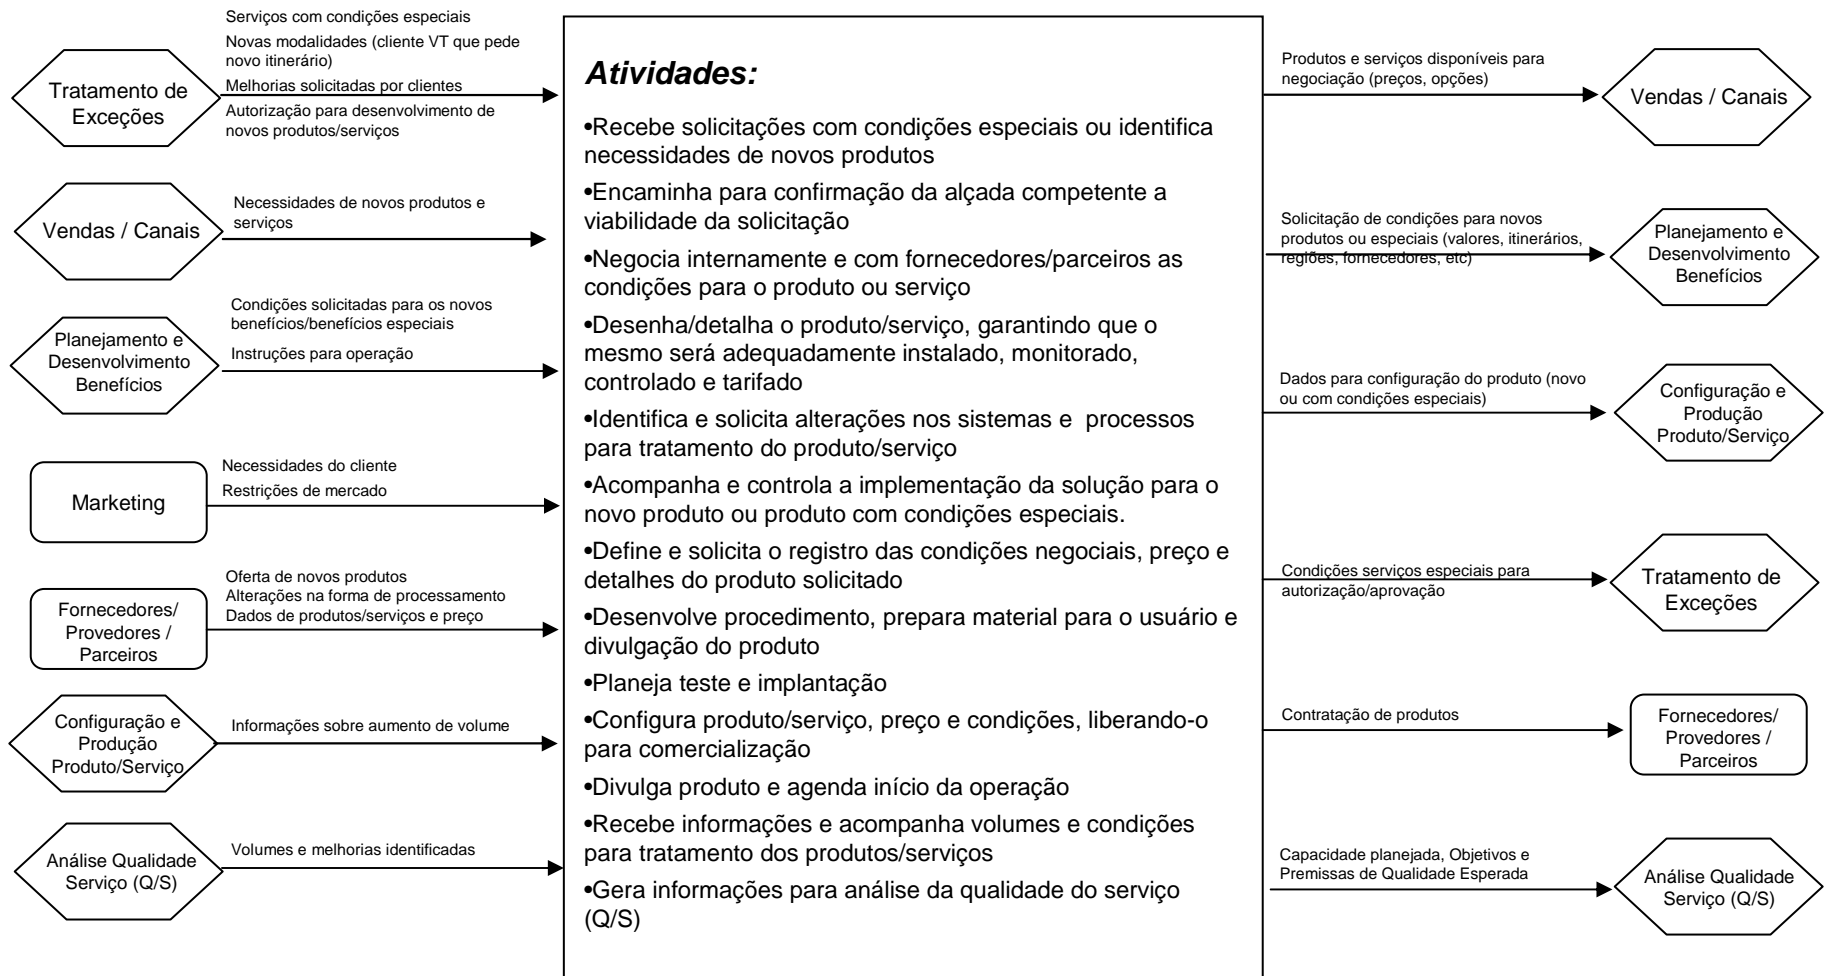 Serviços com condições especiais
Novas modalidades (cliente VT que pede
novo itinerário)
Melhorias solicitadas por clientes
Autorização para desenvolvimento de
novos produtos/serviços
Tratamento de
Exceções
Necessidades de novos produtos e
serviços
Vendas / Canais
Condições solicitadas para os novos
benefícios/benefícios especiais
Instruções para operação
Planejamento e
Desenvolvimento
Benefícios
Necessidades do cliente
Restrições de mercado
Marketing
Oferta de novos produtos
Alterações na forma de processamento
Dados de produtos/serviços e preço
Fornecedores/
Provedores /
Parceiros
Informações sobre aumento de volume
Configuração e
Produção
Produto/Serviço
Volumes e melhorias identificadas
Análise Qualidade
Serviço (Q/S)
Atividades:
•Recebe solicitações com condições especiais ou identifica
necessidades de novos produtos
•Encaminha para confirmação da alçada competente a
viabilidade da solicitação
•Negocia internamente e com fornecedores/parceiros as
condições para o produto ou serviço
•Desenha/detalha o produto/serviço, garantindo que o
mesmo será adequadamente instalado, monitorado,
controlado e tarifado
•Identifica e solicita alterações nos sistemas e  processos
para tratamento do produto/serviço
•Acompanha e controla a implementação da solução para o
novo produto ou produto com condições especiais.
•Define e solicita o registro das condições negociais, preço e
detalhes do produto solicitado
•Desenvolve procedimento, prepara material para o usuário e
divulgação do produto
•Planeja teste e implantação
•Configura produto/serviço, preço e condições, liberando-o
para comercialização
•Divulga produto e agenda início da operação
•Recebe informações e acompanha volumes e condições
para tratamento dos produtos/serviços
•Gera informações para análise da qualidade do serviço
(Q/S)
Produtos e serviços disponíveis para
negociação (preços, opções)
Vendas / Canais
Solicitação de condições para novos
produtos ou especiais (valores, itinerários,
regiões, fornecedores, etc)
Planejamento e
Desenvolvimento
Benefícios
Dados para configuração do produto (novo
ou com condições especiais)
Configuração e
Produção
Produto/Serviço
Condições serviços especiais para
autorização/aprovação
Tratamento de
Exceções
Contratação de produtos
Fornecedores/
Provedores /
Parceiros
Capacidade planejada, Objetivos e
Premissas de Qualidade Esperada
Análise Qualidade
Serviço (Q/S)